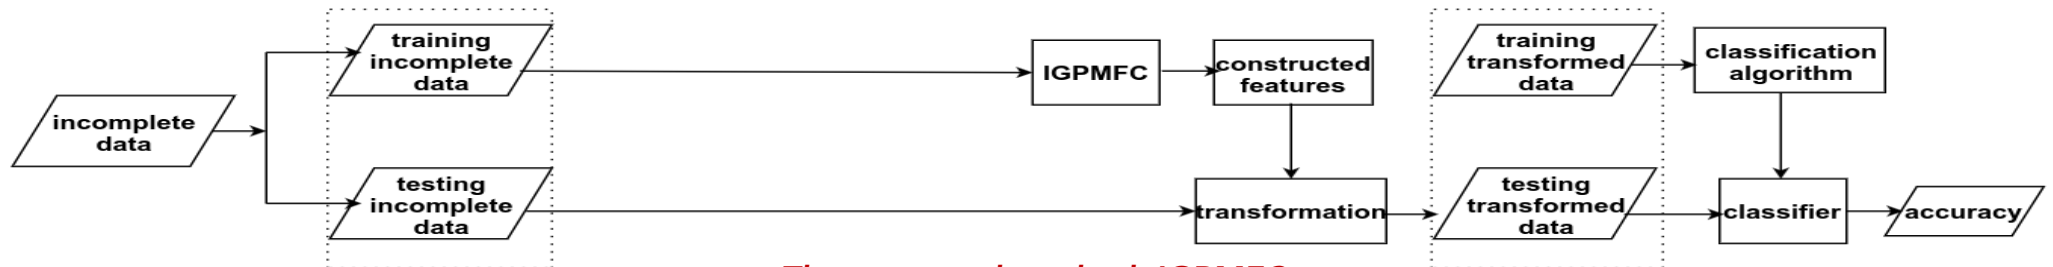 incomplete
data
training
incomplete
data
testing
incomplete
data
IGPMFC
constructed
features
transformation
training
transformed
data
testing
transformed
data
classification
algorithm
classifier
accuracy